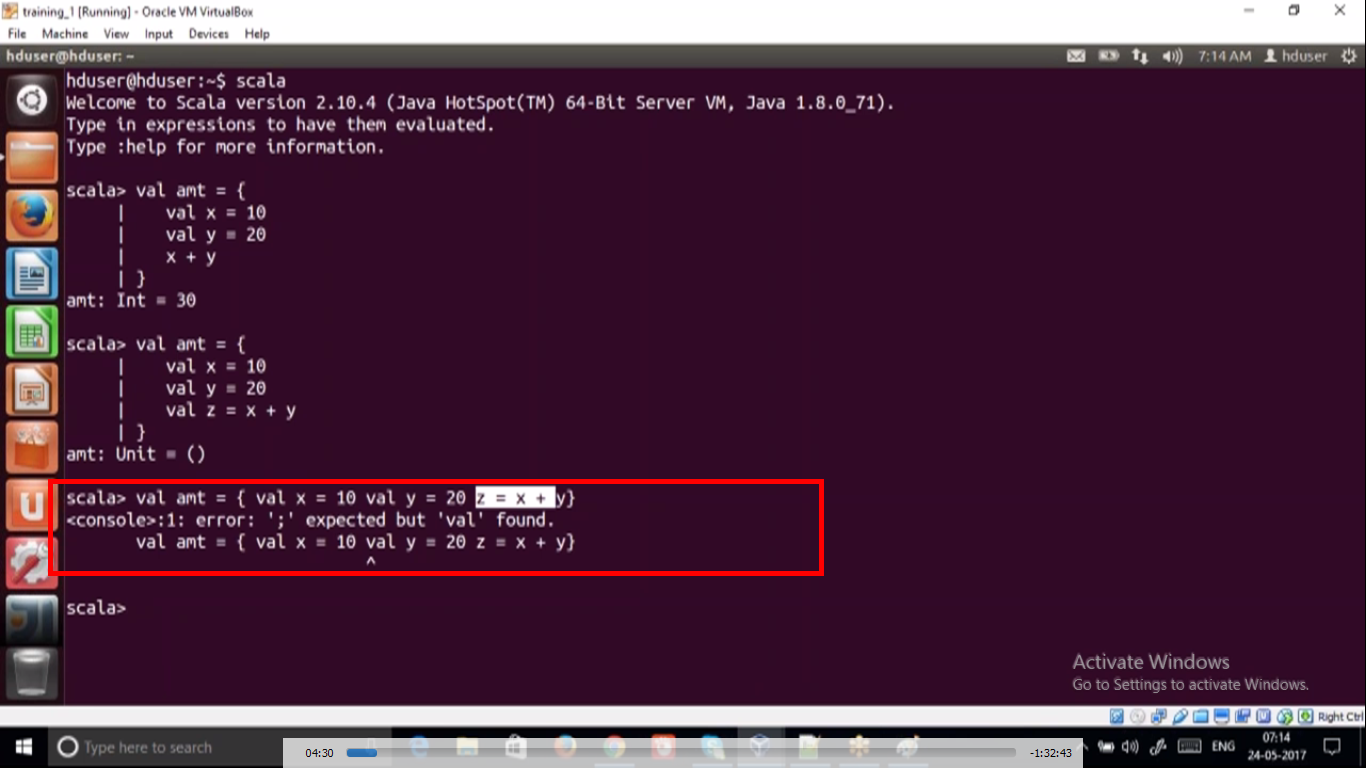 training_1 [Running] - Oracle VM VirtualBox
File Machine View Input Devices Help
hduser@hduser: ~
7:14 AM hduser
hduser@hduser:~$ scala
Welcome to Scala version 2.10.4 (Java HotSpot(TM) 64-Bit Server VM, Java 1.8.0_71).
Type in expressions to have them evaluated.
Type :help for more information.
scala> val amt = {
| val x = 10
| val y = 20
| x + y
| }
amt: Int = 30
scala> val amt = {
| val x = 10
| val y = 20
| val z = x + y
| }
amt: Unit = ()
scala> val amt = { val x = 10 val y = 20 z = x + y}
<console>:1: error: ';' expected but 'val' found.
val amt = { val x = 10 val y = 20 z = x + y}
^
scala>
Activate Windows
Go to Settings to activate Windows.
Right Ctrl
Type here to search
04:30
-1:32:43
ENG
07:14
24-05-2017